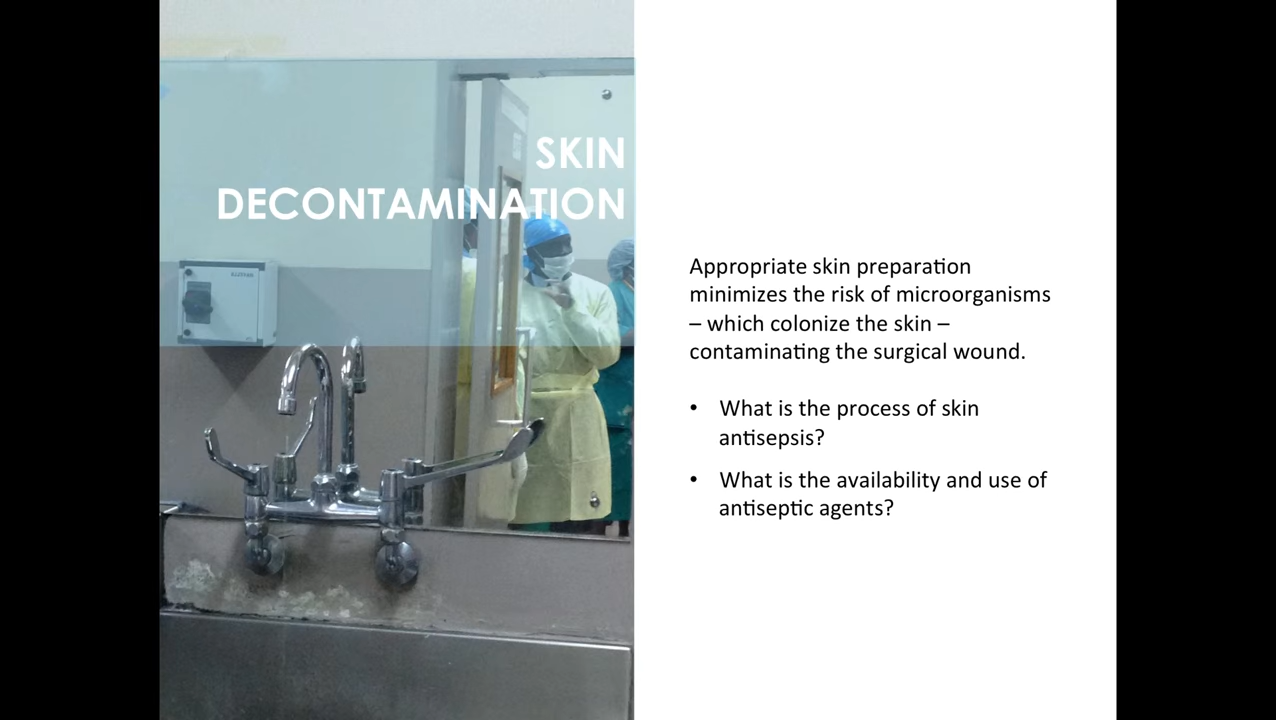 SKIN
DECONTAMINATION
Appropriate skin preparation
minimizes the risk of microorganisms
– which colonize the skin –
contaminating the surgical wound.
• What is the process of skin
antisepsis?
• What is the availability and use of
antiseptic agents?